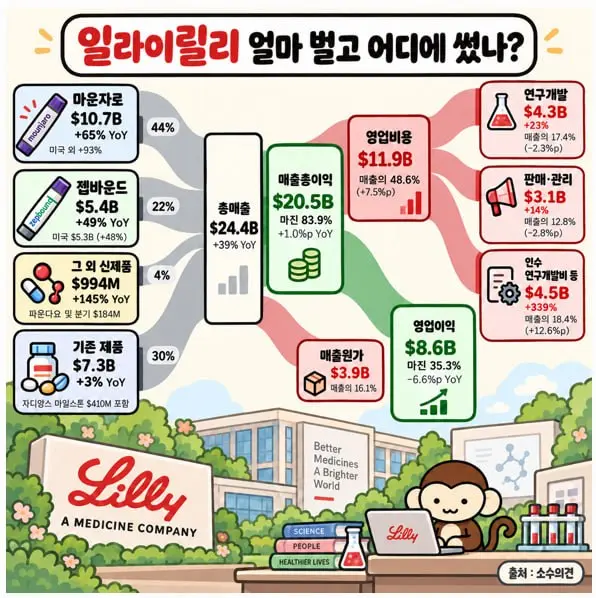 일라이릴리 얼마 벌고 어디에 썼나?
마운자로
$10.7B
+65% YoY
미국 외 +93%
mounjaro
44%
젭바운드
$5.4B
+49% YoY
미국 $5.3B (+48%)
zepbound
22%
그 외 신제품
$994M
+145% YoY
파운다요 및 분기 $184M
4%
기존 제품
$7.3B
+3% YoY
자디앙스 마일스톤 $410M 포함
30%
총매출
$24.4B
+39% YoY
매출총이익
$20.5B
마진 83.9%
+1.0%p YoY
영업비용
$11.9B
매출의 48.6%
(+7.5%p)
연구개발
$4.3B
+23%
매출의 17.4%
(-2.3%p)
판매·관리
$3.1B
+14%
매출의 12.8%
(-2.8%p)
인수
연구개발비 등
$4.5B
+339%
매출의 18.4%
(+12.6%p)
매출원가
$3.9B
매출의 16.1%
영업이익
$8.6B
마진 35.3%
-6.6%p YoY
Lilly
A MEDICINE COMPANY
Better
Medicines
A Brighter
World
SCIENCE
PEOPLE
HEALTHIER LIVES
Lilly
출처 : 소수의견